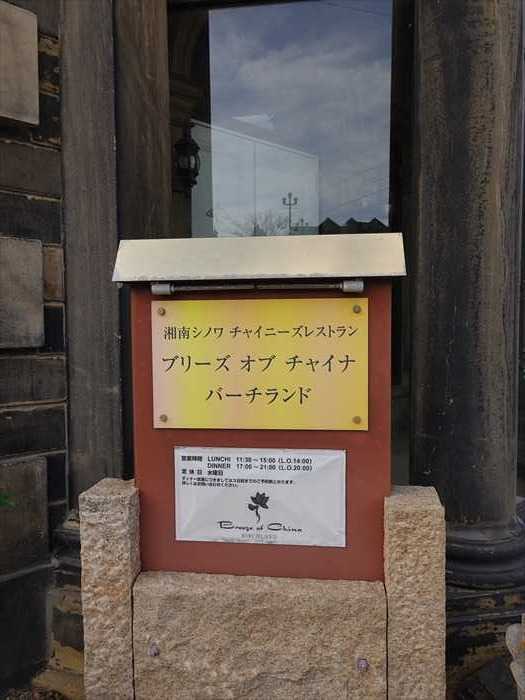 湘南シノワ チャイニーズレストラン
ブリーズ オブ チャイナ
バーチランド
営業時間 LUNCH 11:30〜15:00 (L.O.14:00)
DINNER 17:00〜21:00 (L.O.20:00)
定休日 水曜日
Breeze of China